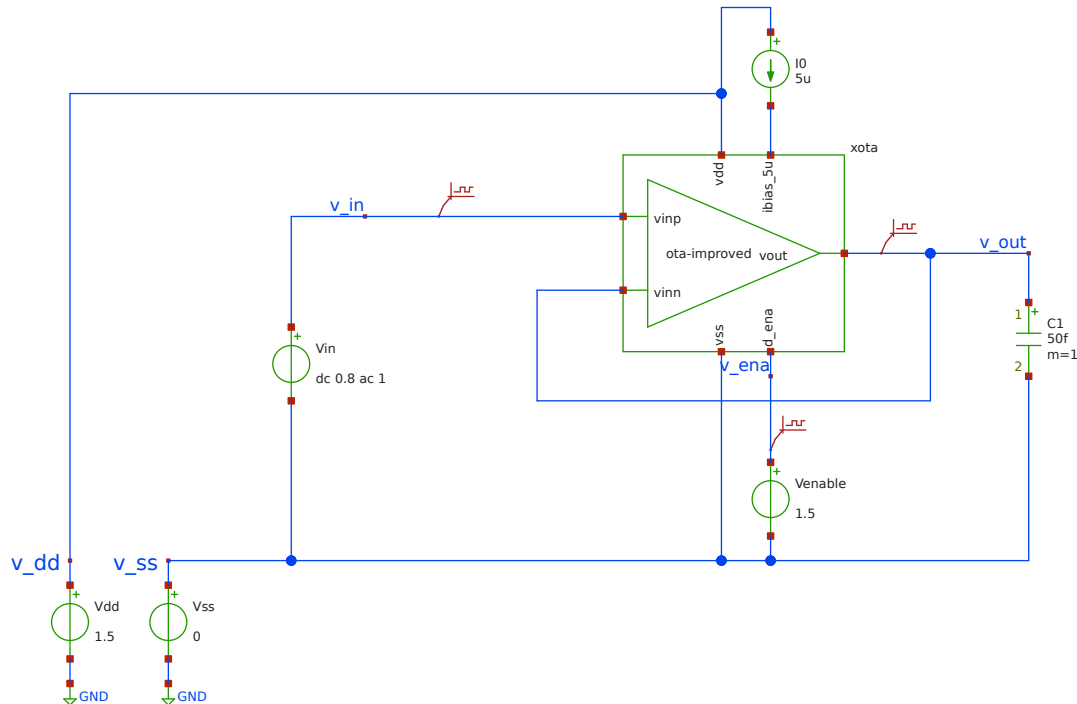 I0
5u
xota
vdd
ibias_5u
v_in
vinp
ota-improved
vout
v_out
vinn
vss
d_ena
v_ena
1
C1
50f
2
m=1
Vin
dc 0.8 ac 1
Venable
1.5
v_dd
v_ss
Vdd
1.5
Vss
0
GND
GND